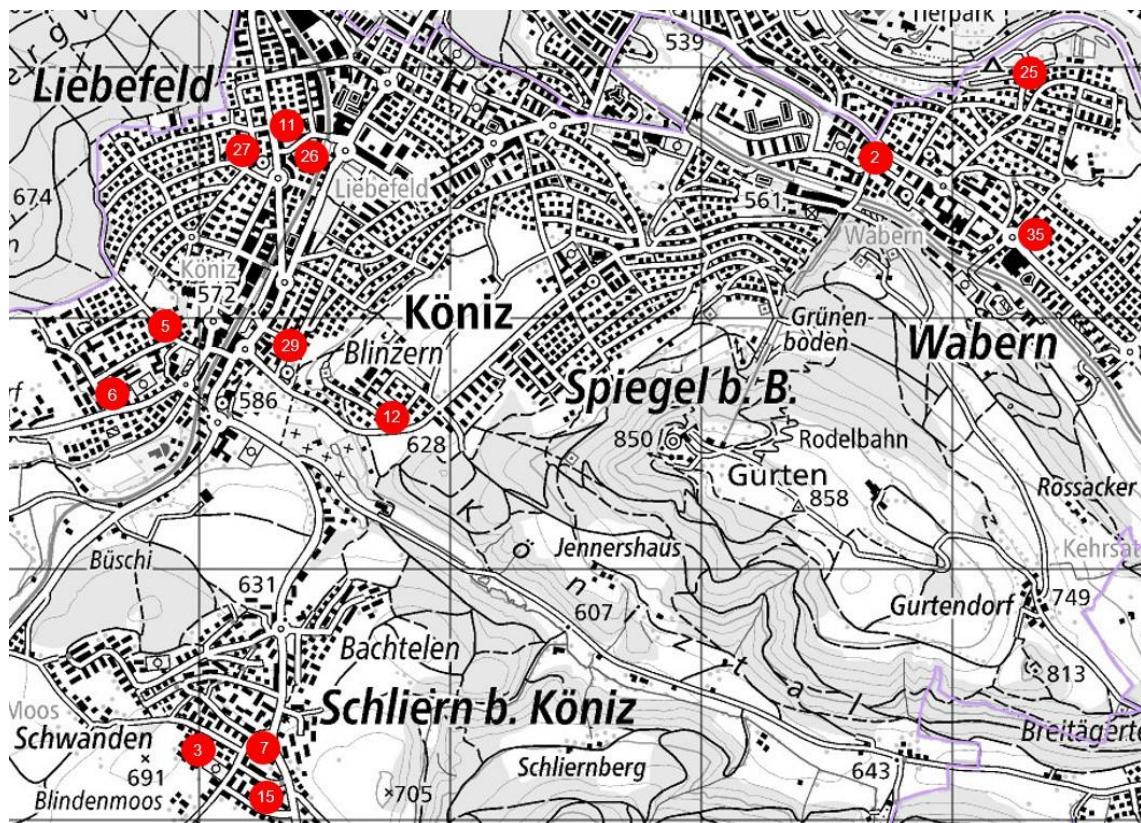 539
Tierpark
25
Liebefeld
11
27
26
2
674
Liebefeld
561
Wabern
35
Köniz
572
5
Köniz
29
Blinzern
Grünen-
böden
Wabern
6
Spiegel b. B.
586
12
628
850
Rodelbahn
Gurten
858
Rossacker
Köniztal
Jennershaus
Büschi
631
607
Gurtendorf
749
Bachtelen
813
Schliern b. Köniz
Moos
Schwanden
3
7
691
Schliernberg
643
Blindenmoos
15
705